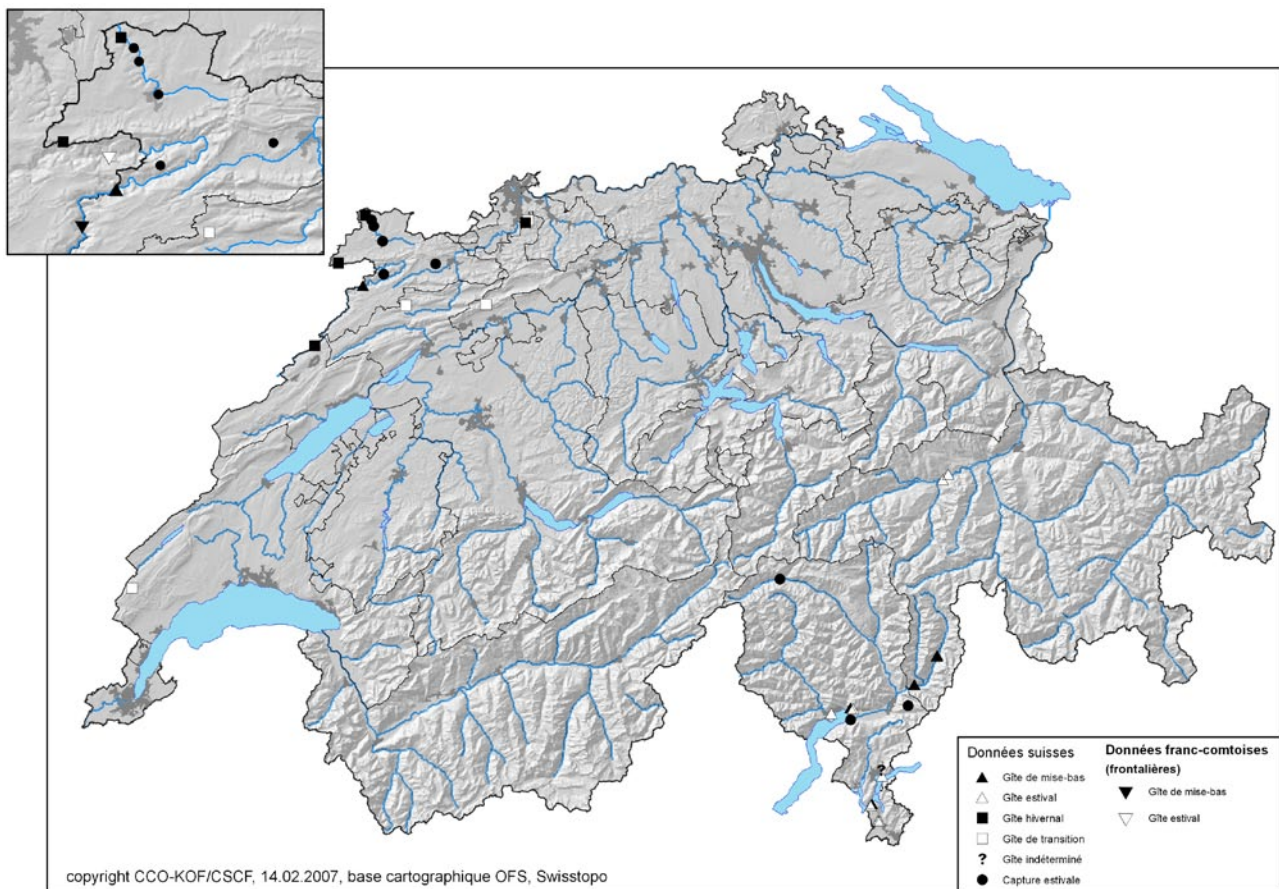 ?
Données suisses
Gîte de mise-bas
Gîte estival
Gîte hivernal
Gîte de transition
? Gîte indéterminé
Capture estivale
Données franc-comtoises
(frontalières)
Gîte de mise-bas
Gîte estival
copyright CCO-KOF/CSCF, 14.02.2007, base cartographique OFS, Swisstopo